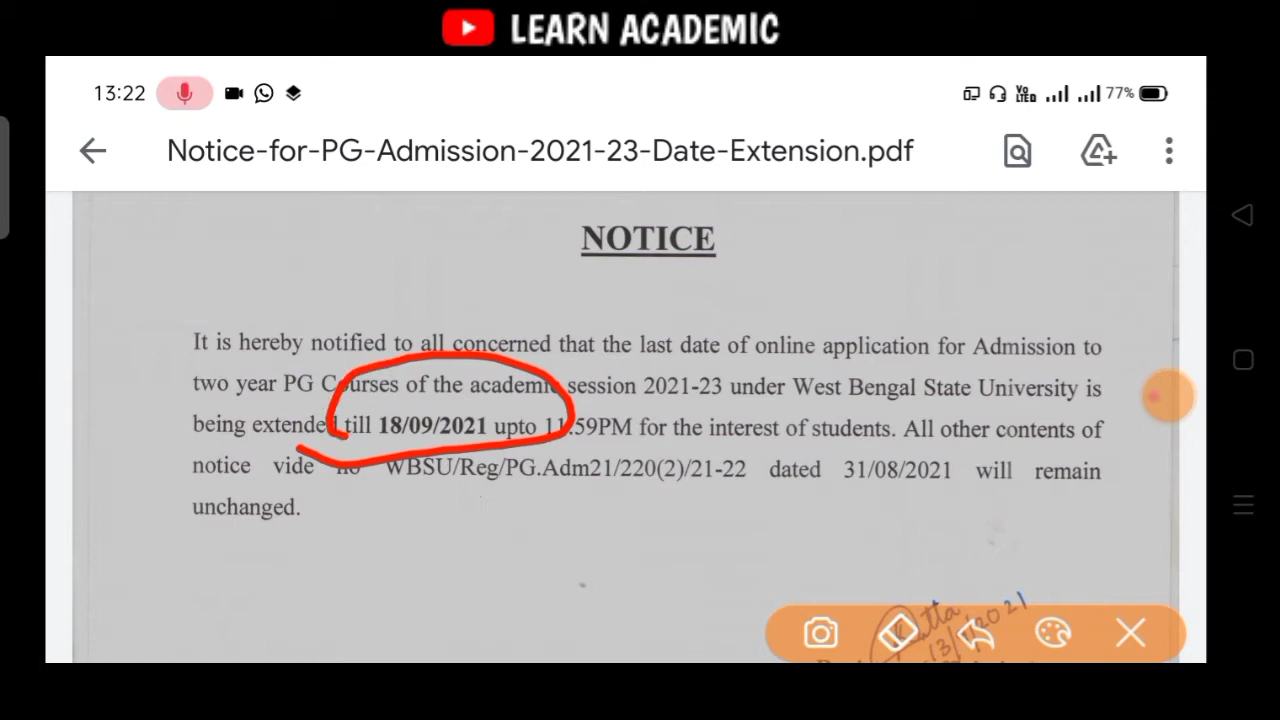 LEARN ACADEMIC
13:22
Vo LTED
77%
Notice-for-PG-Admission-2021-23-Date-Extension.pdf
NOTICE
It is hereby notified to all concerned that the last date of online application for Admission to
two year PG Courses of the academic session 2021-23 under West Bengal State University is
being extended till 18/09/2021 upto 11:59PM for the interest of students. All other contents of
notice vide no WBSU/Reg/PG.Adm21/220(2)/21-22 dated 31/08/2021 will remain
unchanged.